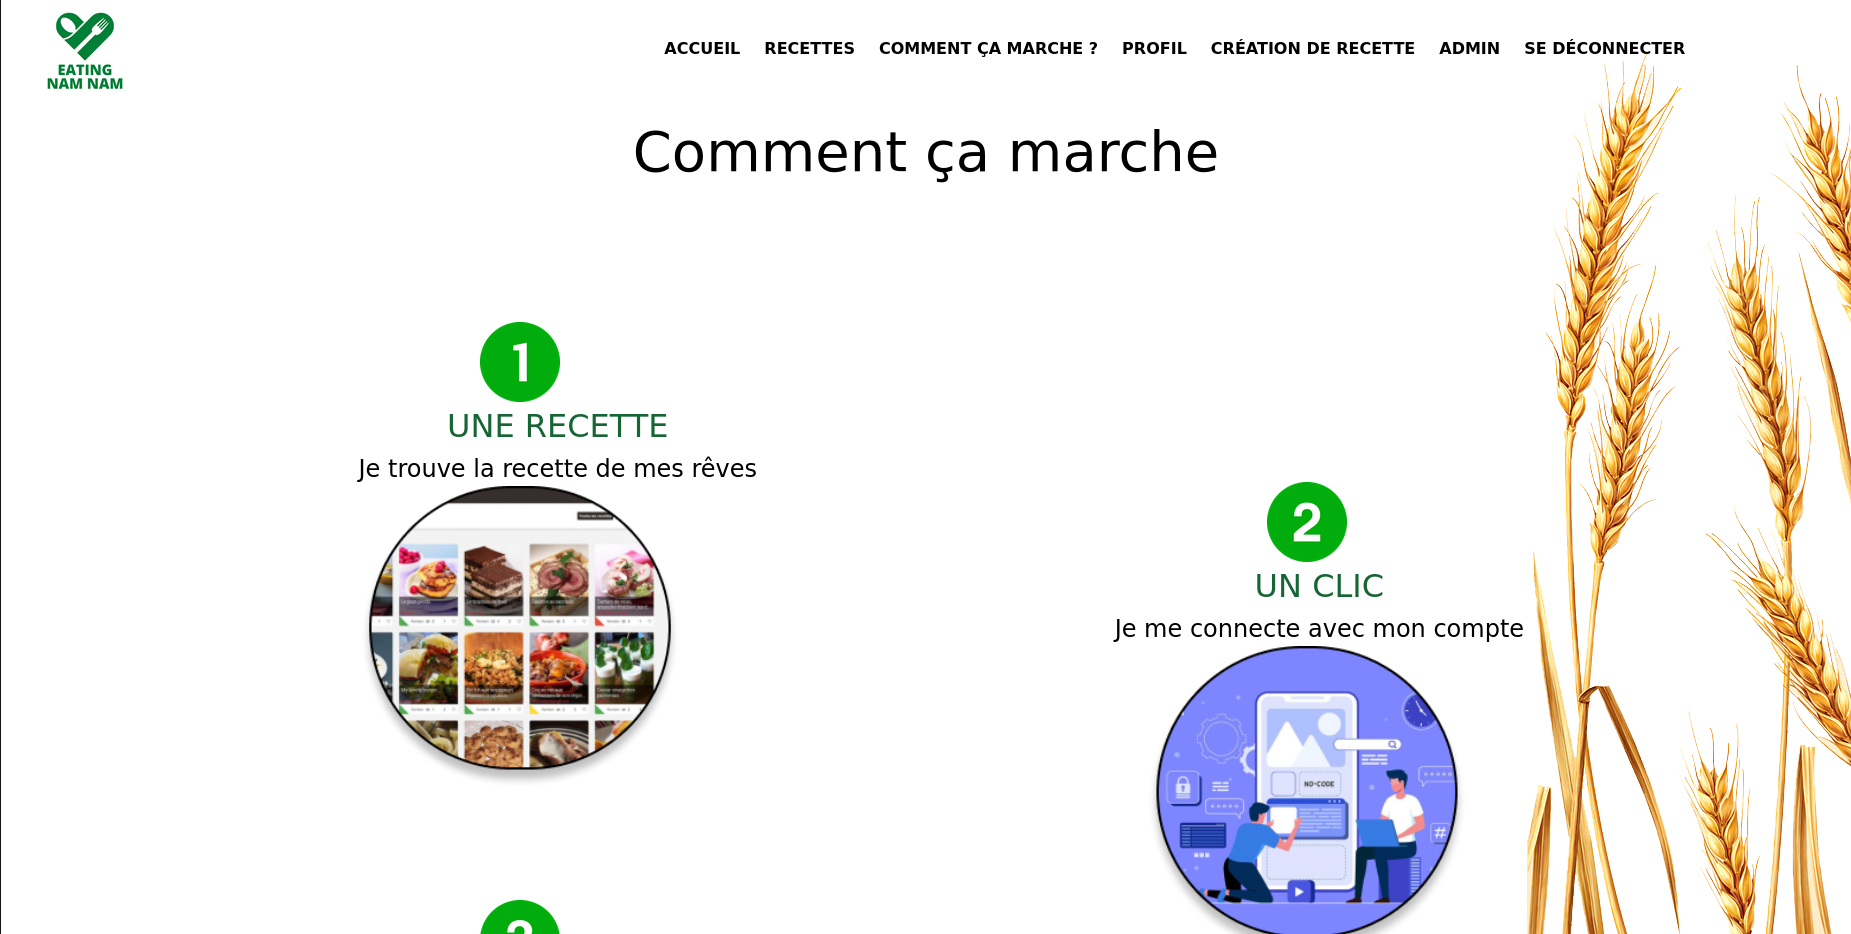 EATING
NAM NAM
ACCUEIL RECETTES COMMENT ÇA MARCHE ? PROFIL CRÉATION DE RECETTE ADMIN SE DÉCONNECTER
Comment ça marche
1
UNE RECETTE
Je trouve la recette de mes rêves
2
UN CLIC
Je me connecte avec mon compte
NO-CODE
#